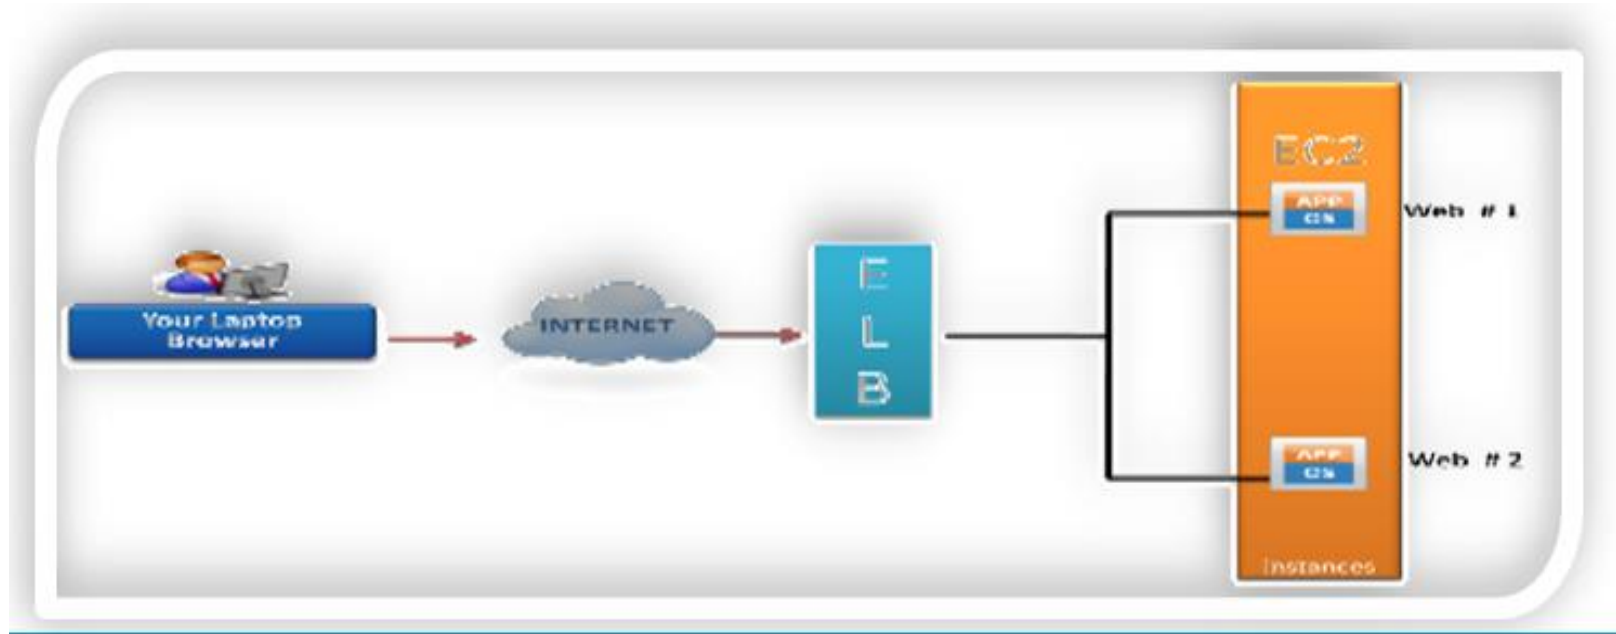 Your Laptop
Browser
INTERNET
E
L
B
EC2
APP
OS
Web # 1
APP
OS
Web # 2
Instances